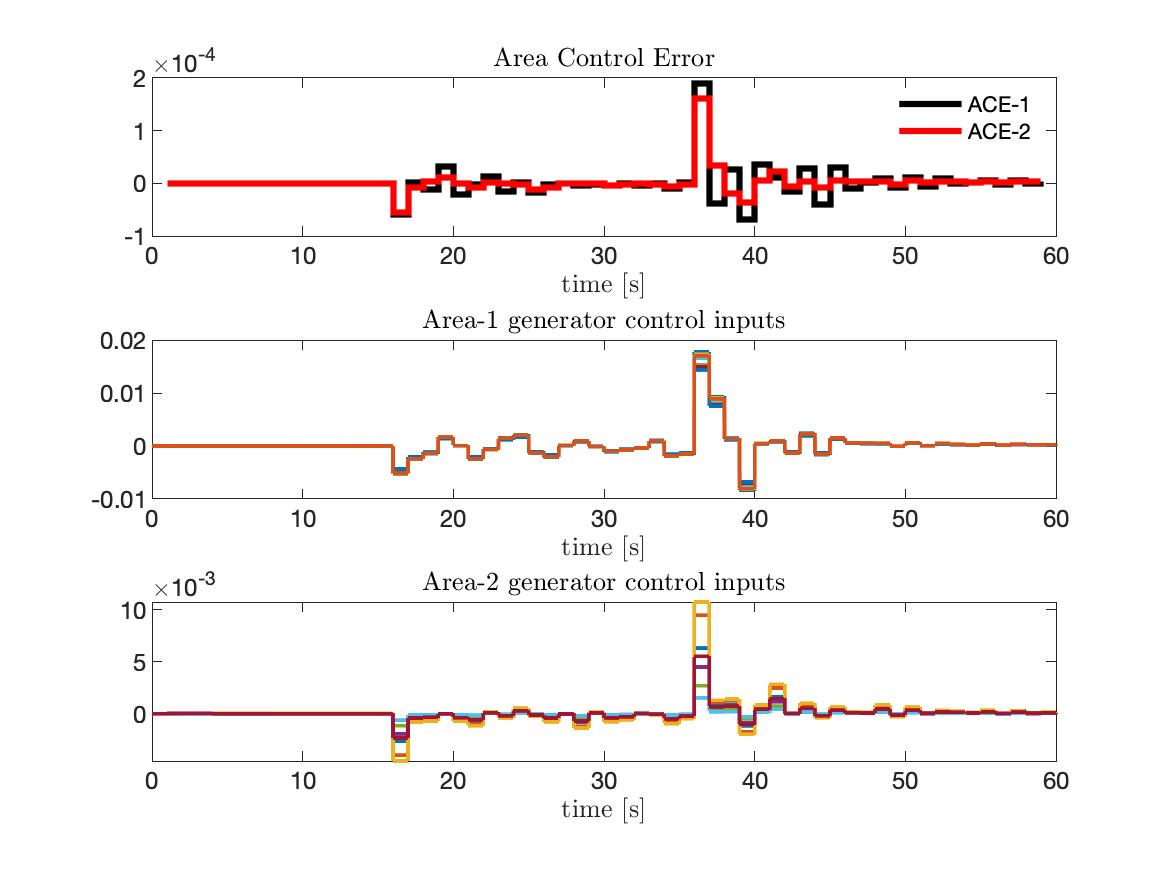 Area Control Error
×10-4
2
1
0
-1
ACE-1
ACE-2
0 10 20 30 40 50 60
time [s]
Area-1 generator control inputs
0.02
0.01
0
-0.01
0 10 20 30 40 50 60
time [s]
Area-2 generator control inputs
×10-3
10
5
0
0 10 20 30 40 50 60
time [s]